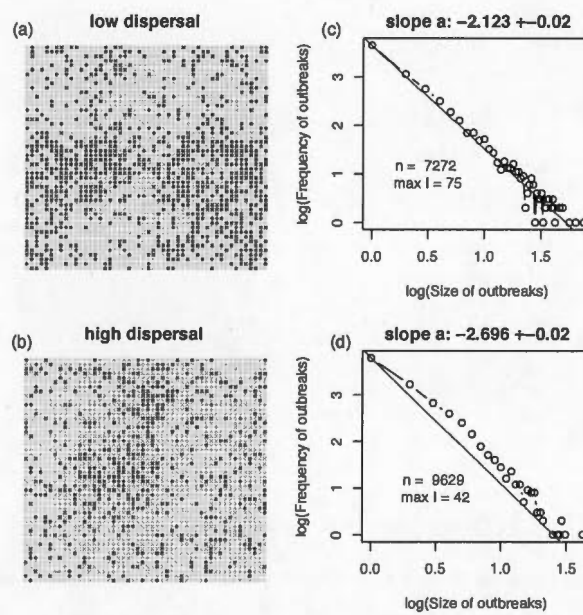 (a)
low dispersal
(c)
slope a: −2.123 +−0.02
log(Frequency of outbreaks)
3
2
1
0
n = 7272
max I = 75
0.0
0.5
1.0
1.5
log(Size of outbreaks)
(b)
high dispersal
(d)
slope a: −2.696 +−0.02
log(Frequency of outbreaks)
3
2
1
0
n = 9629
max I = 42
0.0
0.5
1.0
1.5
log(Size of outbreaks)